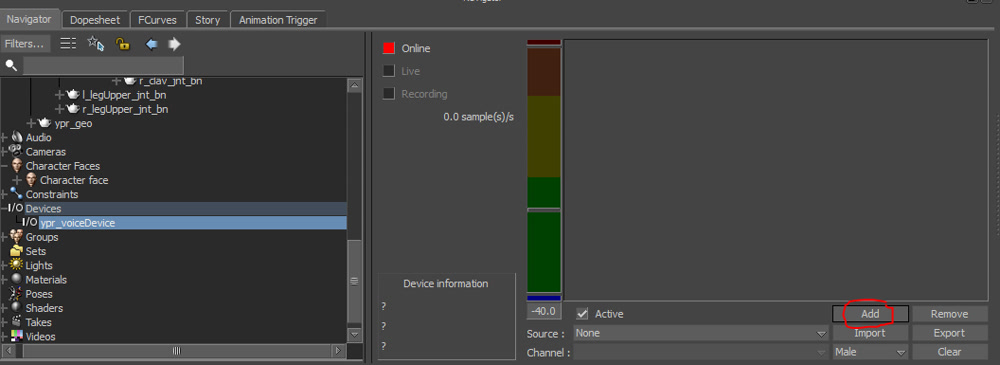 Navigator
Dopesheet
FCurves
Story
Animation Trigger
Filters...
r_clav_jnt_bn
l_legUpper_jnt_bn
r_legUpper_jnt_bn
ypr_geo
Audio
Cameras
Character Faces
Character face
Constraints
I/O Devices
I/O ypr_voiceDevice
Groups
Sets
Lights
Materials
Poses
Shaders
Takes
Videos
Online
Live
Recording
0.0 sample(s)/s
Device information
?
?
?
-40.0
Active
Add
Remove
Source :
None
Import
Export
Channel :
Male
Clear